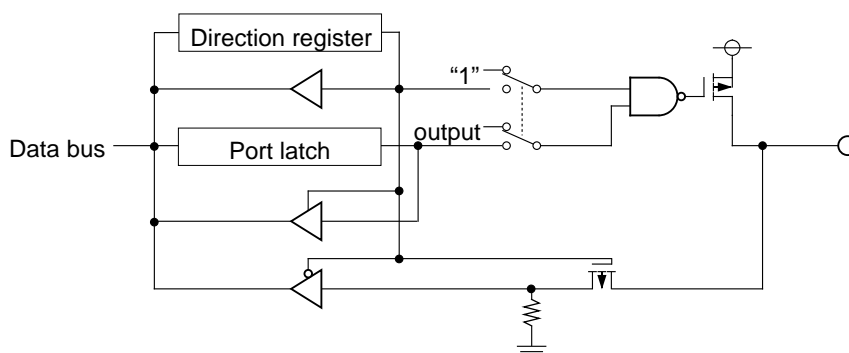 Direction register
“1”
output
Data bus
Port latch